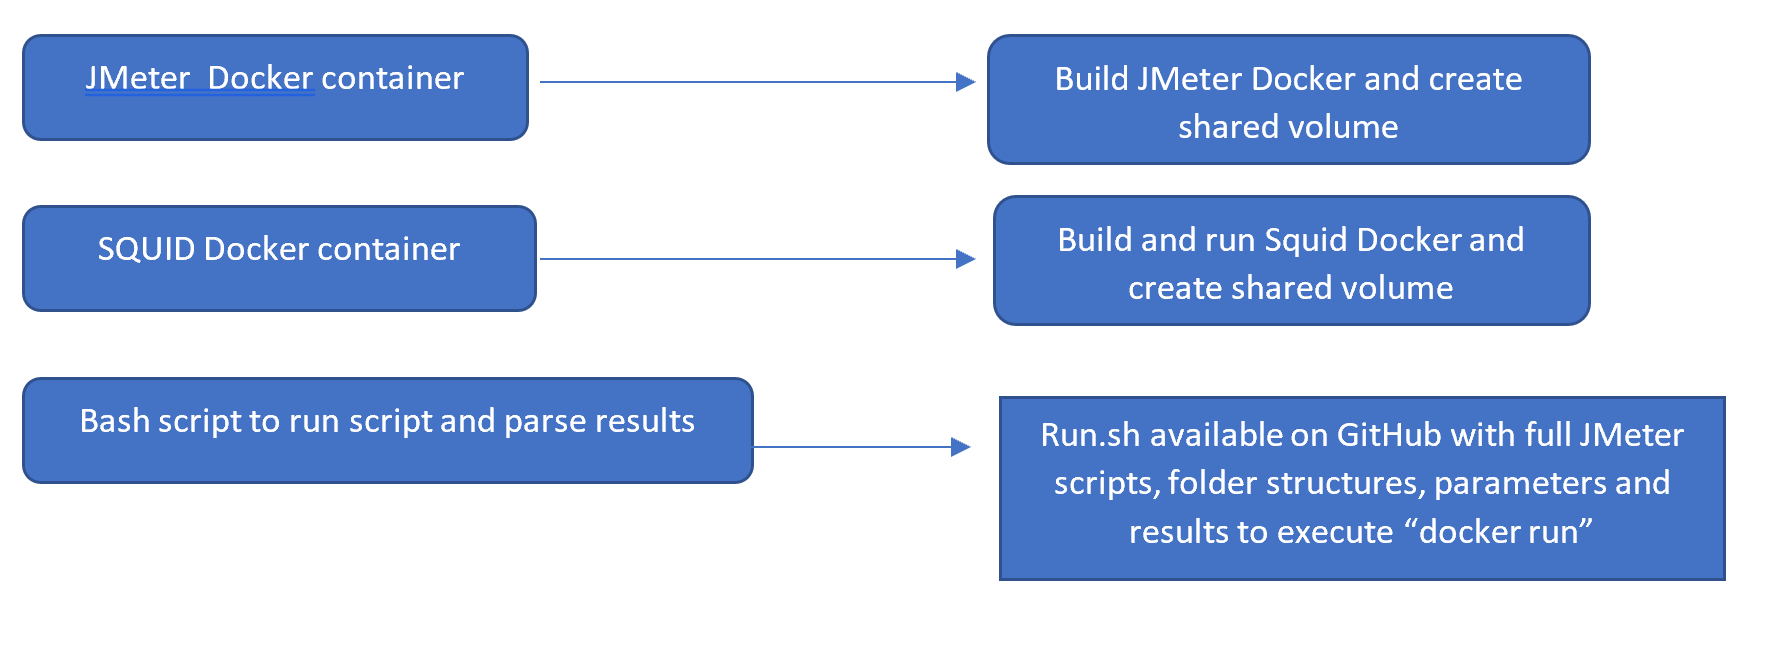 JMeter  Docker container
Build JMeter Docker and create
shared volume
SQUID Docker container
Build and run Squid Docker and
create shared volume
Bash script to run script and parse results
Run.sh available on GitHub with full JMeter
scripts, folder structures, parameters and
results to execute “docker run”